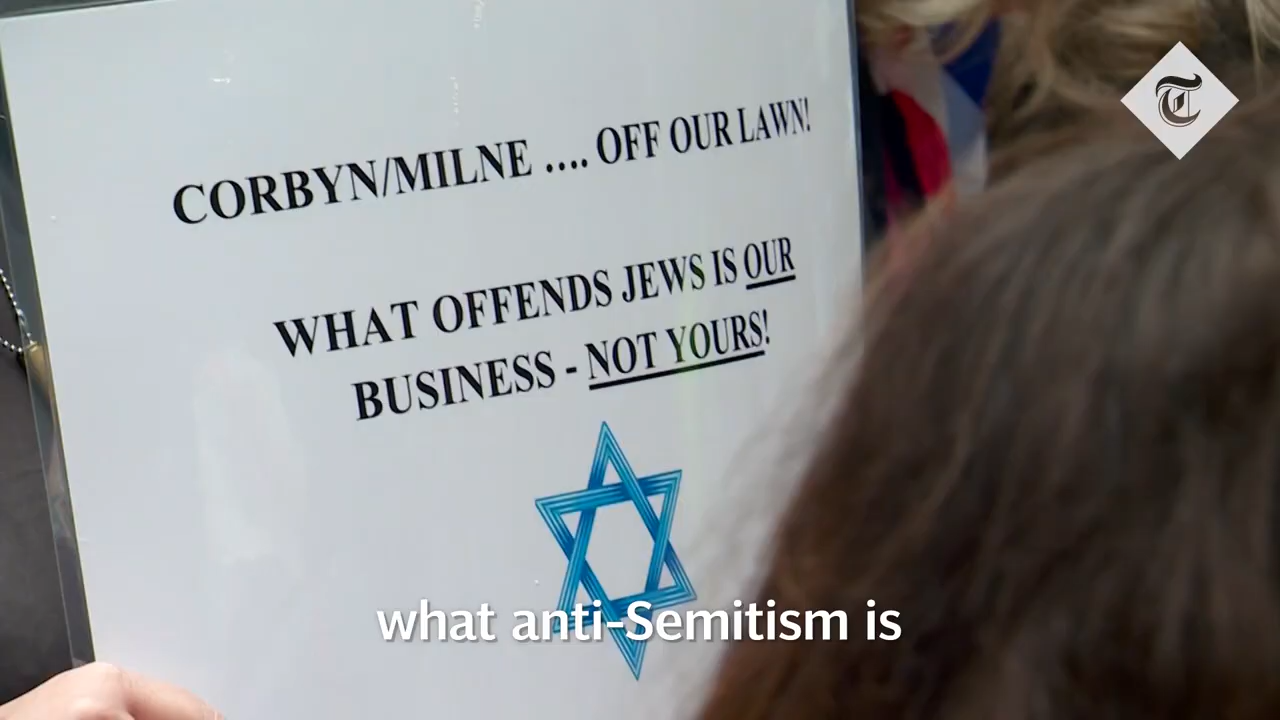 CORBYN/MILNE .... OFF OUR LAWN!
WHAT OFFENDS JEWS IS OUR
BUSINESS - NOT YOURS!
what anti-Semitism is
T